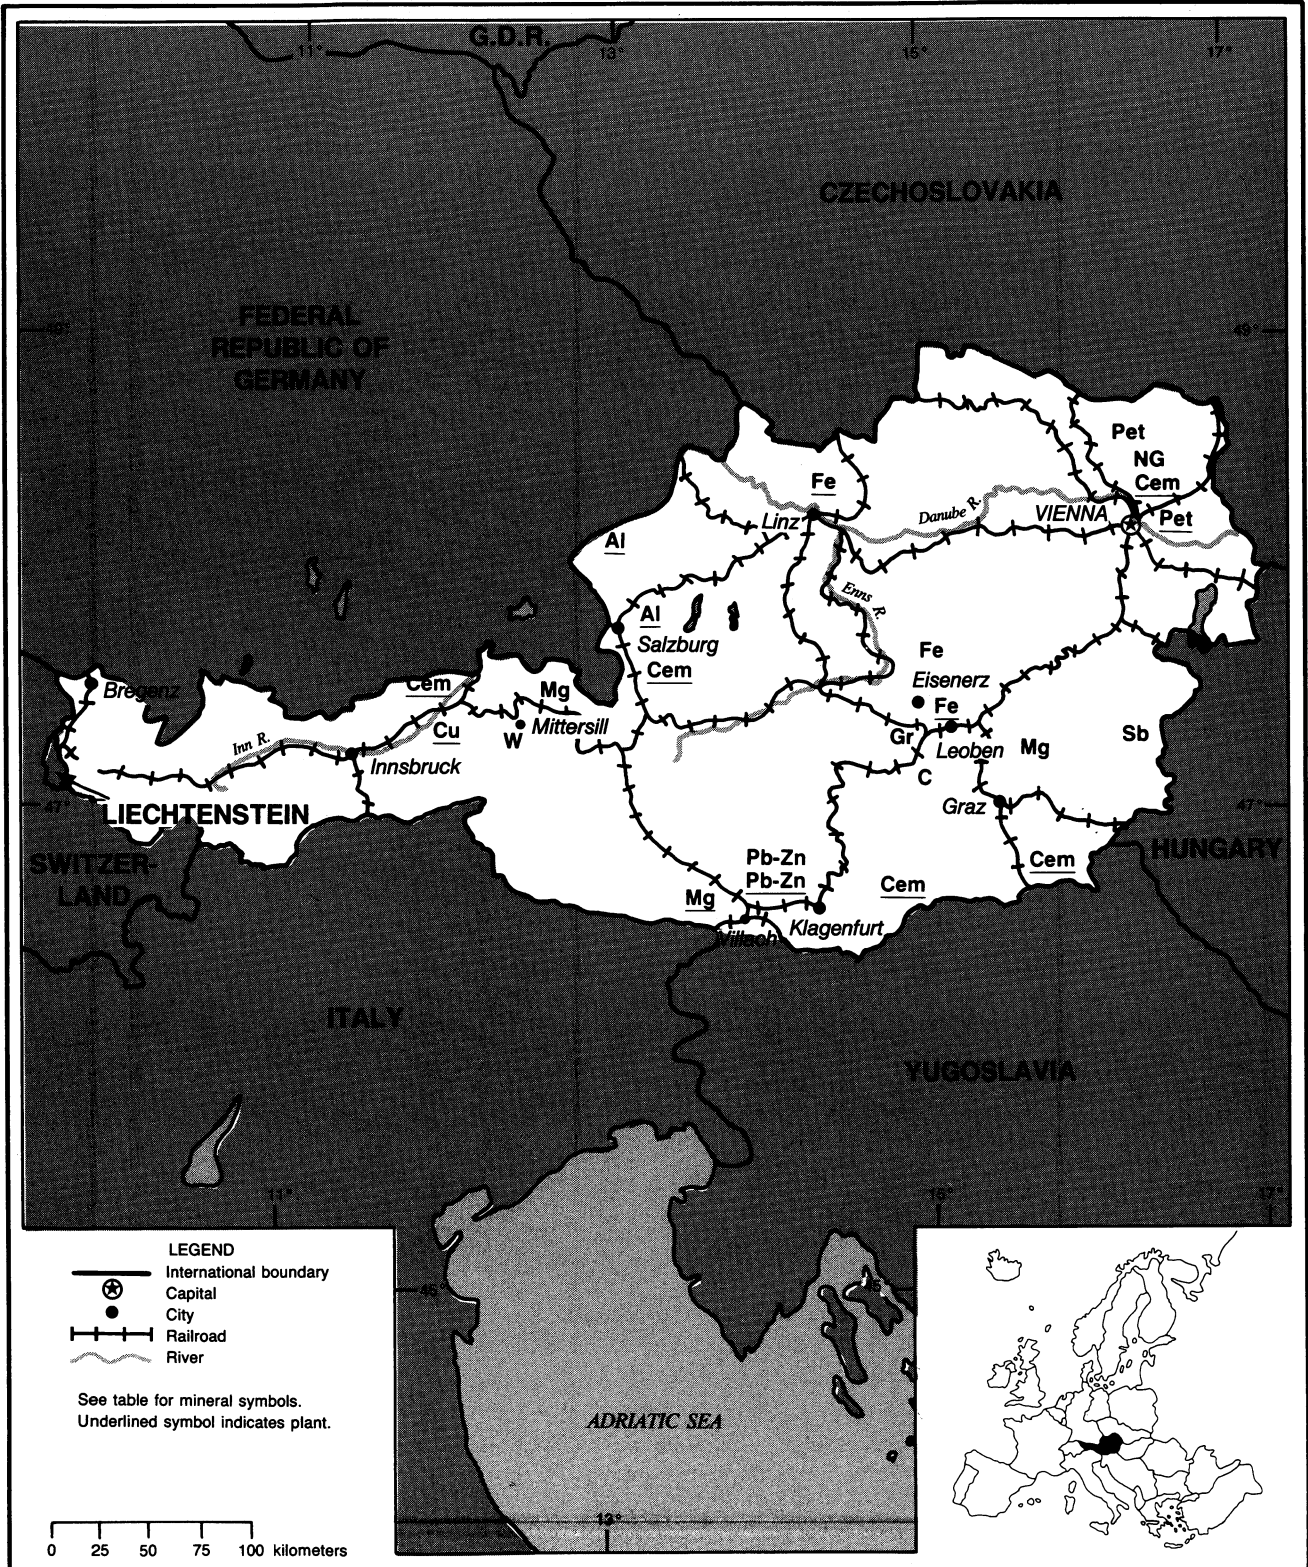 G.D.R.
11°
13°
15°
17°
CZECHOSLOVAKIA
FEDERAL
REPUBLIC OF
GERMANY
49°
49°
Pet
NG
Cem
Fe
Linz
Danube R.
VIENNA
Pet
Al
Enns R.
Al
Salzburg
Cem
Fe
Eisenerz
Bregenz
Cem
Mg
Fe
Inn R.
Cu
W
Mittersill
Gr
Leoben
Mg
Sb
Innsbruck
C
47°
LIECHTENSTEIN
Graz
47°
SWITZER-
LAND
Pb-Zn
Pb-Zn
Cem
HUNGARY
Mg
Cem
Klagenfurt
Villach
ITALY
YUGOSLAVIA
11°
15°
17°
LEGEND
International boundary
Capital
City
Railroad
River
45°
45
See table for mineral symbols.
Underlined symbol indicates plant.
ADRIATIC SEA
13°
0 25 50 75 100 kilometers